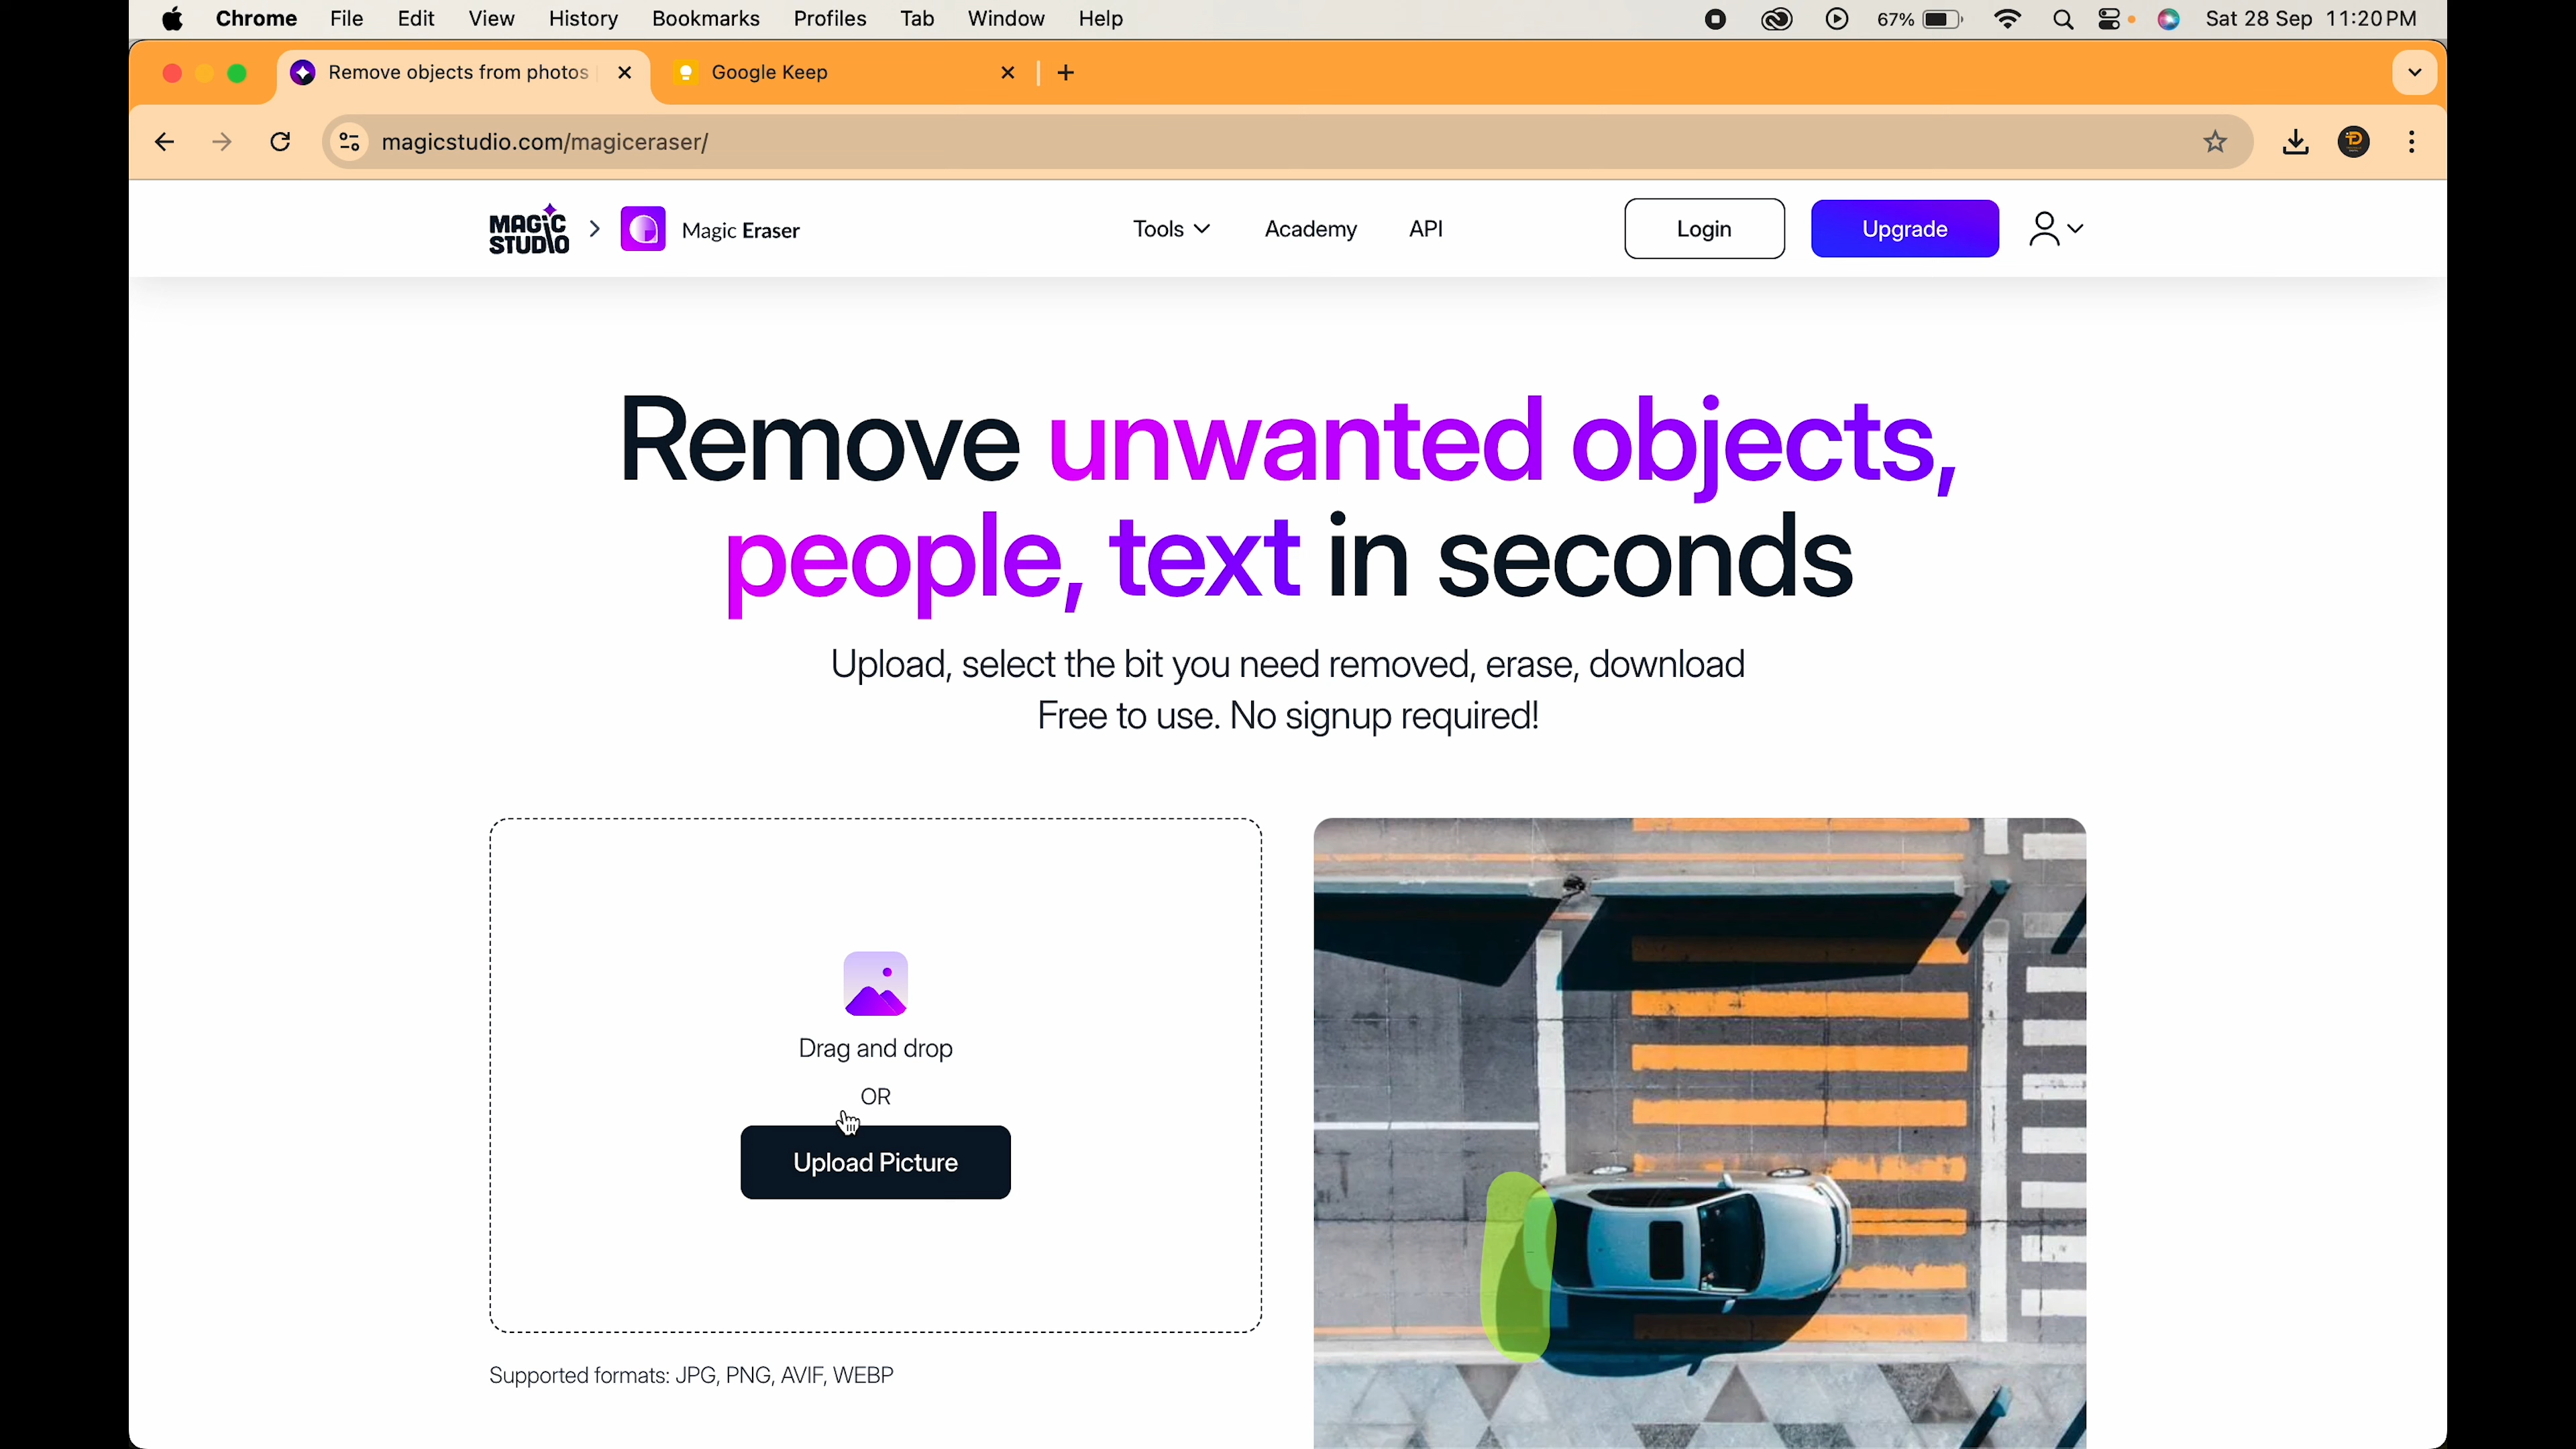 Chrome File Edit View History Bookmarks Profiles Tab Window Help 67% Sat 28 Sep 11:20 PM
Remove objects from photos Google Keep
magicstudio.com/magiceraser/
MAGIC STUDIO Magic Eraser Tools Academy API Login Upgrade
Remove unwanted objects,
people, text in seconds
Upload, select the bit you need removed, erase, download
Free to use. No signup required!
Drag and drop
OR
Upload Picture
Supported formats: JPG, PNG, AVIF, WEBP